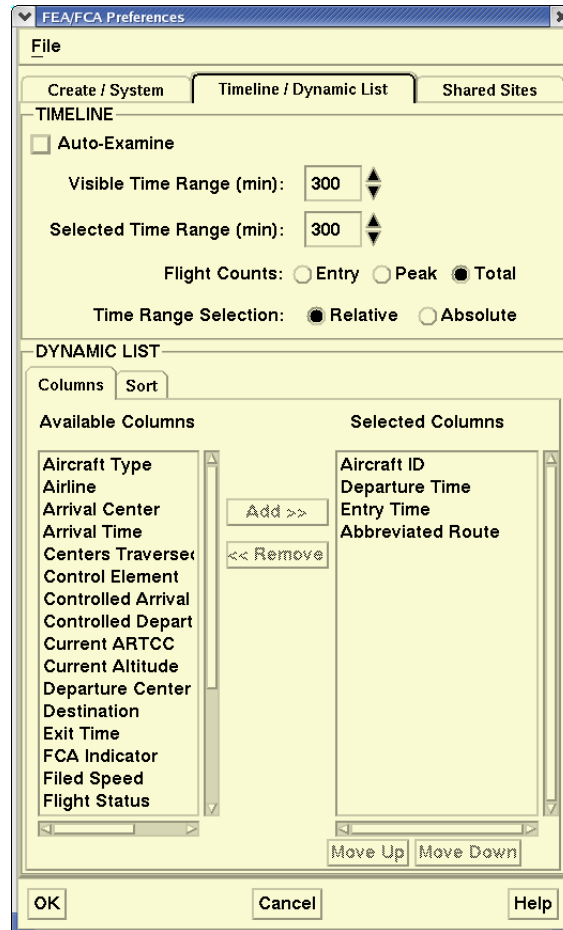 FEA/FCA Preferences
File
Create / System
Timeline / Dynamic List
Shared Sites
TIMELINE
Auto-Examine
Visible Time Range (min): 300
Selected Time Range (min): 300
Flight Counts: Entry Peak Total
Time Range Selection: Relative Absolute
DYNAMIC LIST
Columns Sort
Available Columns
Aircraft Type
Airline
Arrival Center
Arrival Time
Centers Traversed
Control Element
Controlled Arrival
Controlled Depart
Current ARTCC
Current Altitude
Departure Center
Destination
Exit Time
FCA Indicator
Filed Speed
Flight Status
Add >>
<< Remove
Selected Columns
Aircraft ID
Departure Time
Entry Time
Abbreviated Route
Move Up Move Down
OK Cancel Help